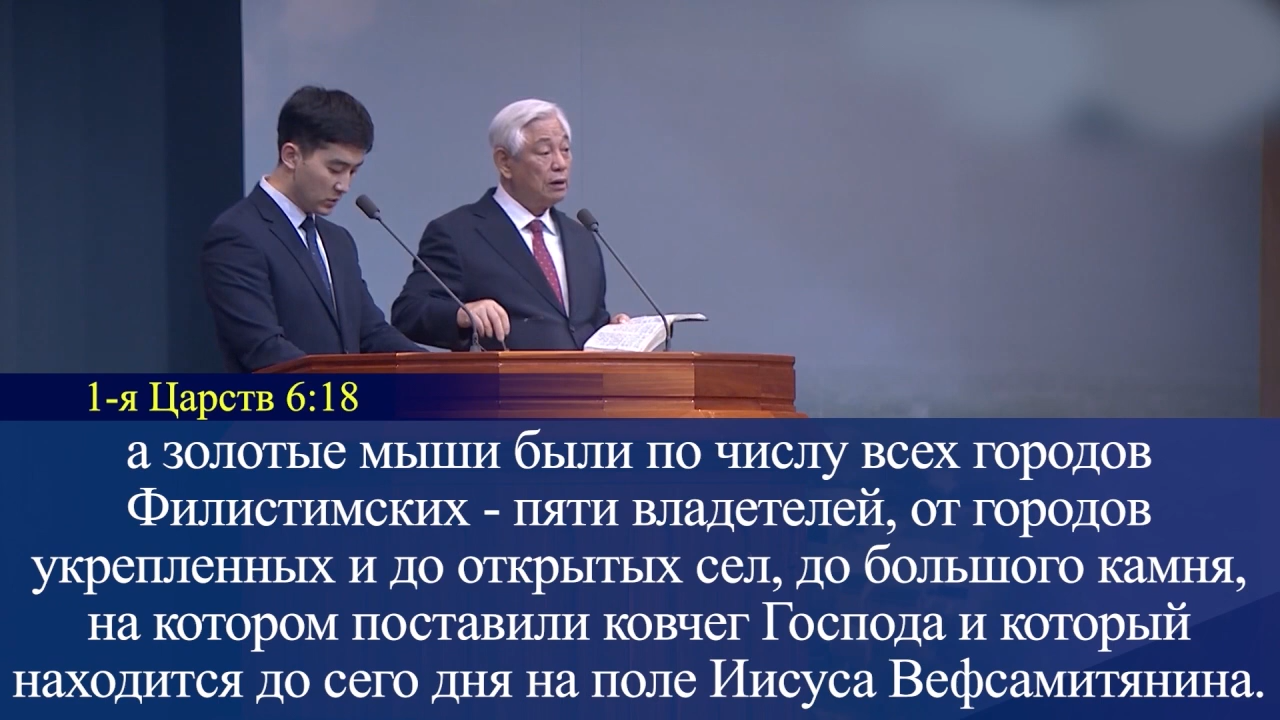 1-я Царств 6:18
а золотые мыши были по числу всех городов
Филистимских - пяти владетелей, от городов
укрепленных и до открытых сел, до большого камня,
на котором поставили ковчег Господа и который
находится до сего дня на поле Иисуса Вефсамитянина.